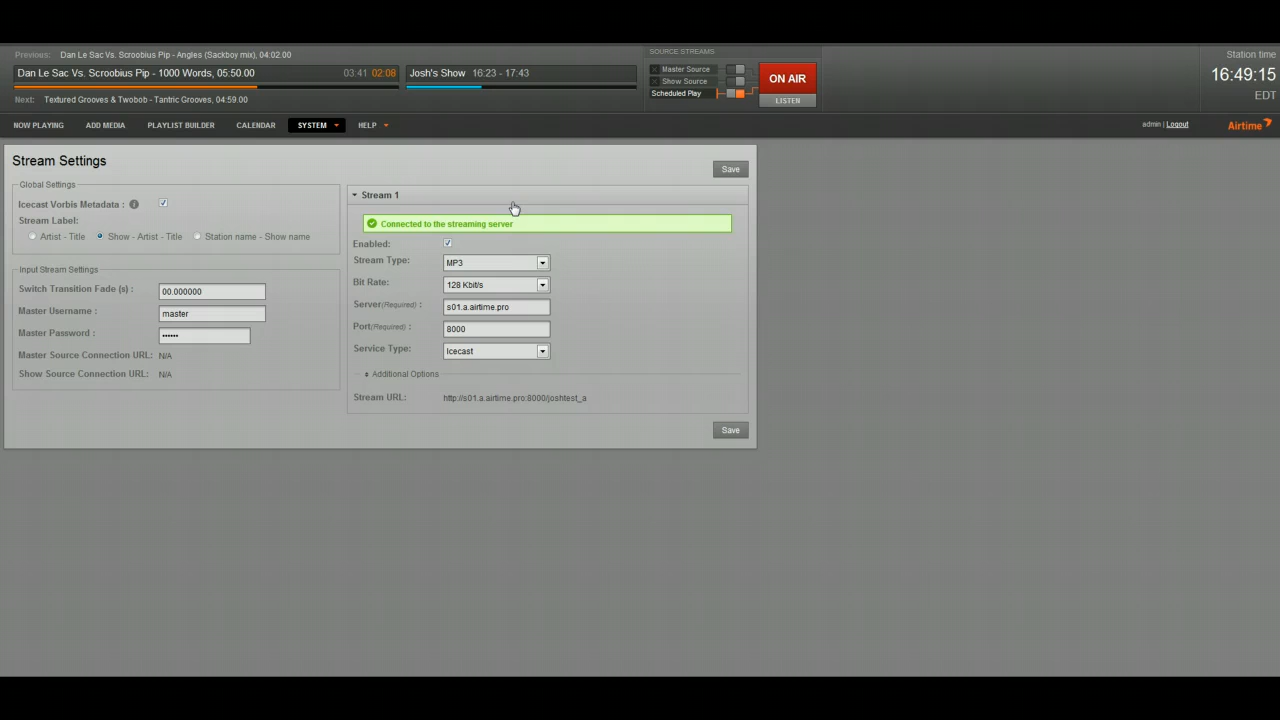 Previous: Dan Le Sac Vs. Scroobius Pip - Angles (Sackboy mix), 04:02.00
Dan Le Sac Vs. Scroobius Pip - 1000 Words, 05:50.00 03:41 02:08
Next: Textured Grooves & Twobob - Tantric Grooves, 04:59.00
Josh's Show 16:23 - 17:43
SOURCE STREAMS
Master Source
Show Source
Scheduled Play
ON AIR
LISTEN
Station time
16:49:15
EDT
NOW PLAYING ADD MEDIA PLAYLIST BUILDER CALENDAR SYSTEM HELP
admin | Logout
Airtime
Stream Settings
Save
Global Settings
Icecast Vorbis Metadata :
Stream Label:
Artist - Title Show - Artist - Title Station name - Show name
Input Stream Settings
Switch Transition Fade (s) : 00.000000
Master Username : master
Master Password : ••••••
Master Source Connection URL: N/A
Show Source Connection URL: N/A
Stream 1
Connected to the streaming server
Enabled:
Stream Type: MP3
Bit Rate: 128 Kbit/s
Server(Required) : s01.a.airtime.pro
Port(Required) : 8000
Service Type: Icecast
Additional Options
Stream URL: http://s01.a.airtime.pro:8000/joshtest_a
Save